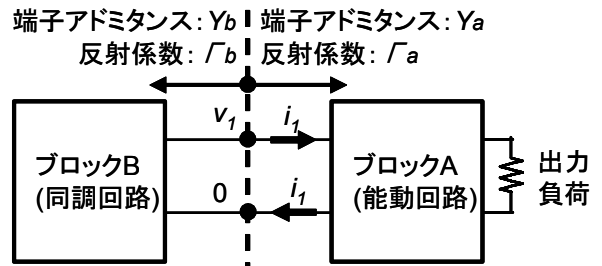 端子アドミタンス：Yb
反射係数：Γb
端子アドミタンス：Ya
反射係数：Γa
v1
i1
ブロックB
(同調回路)
0
i1
ブロックA
(能動回路)
出力
負荷